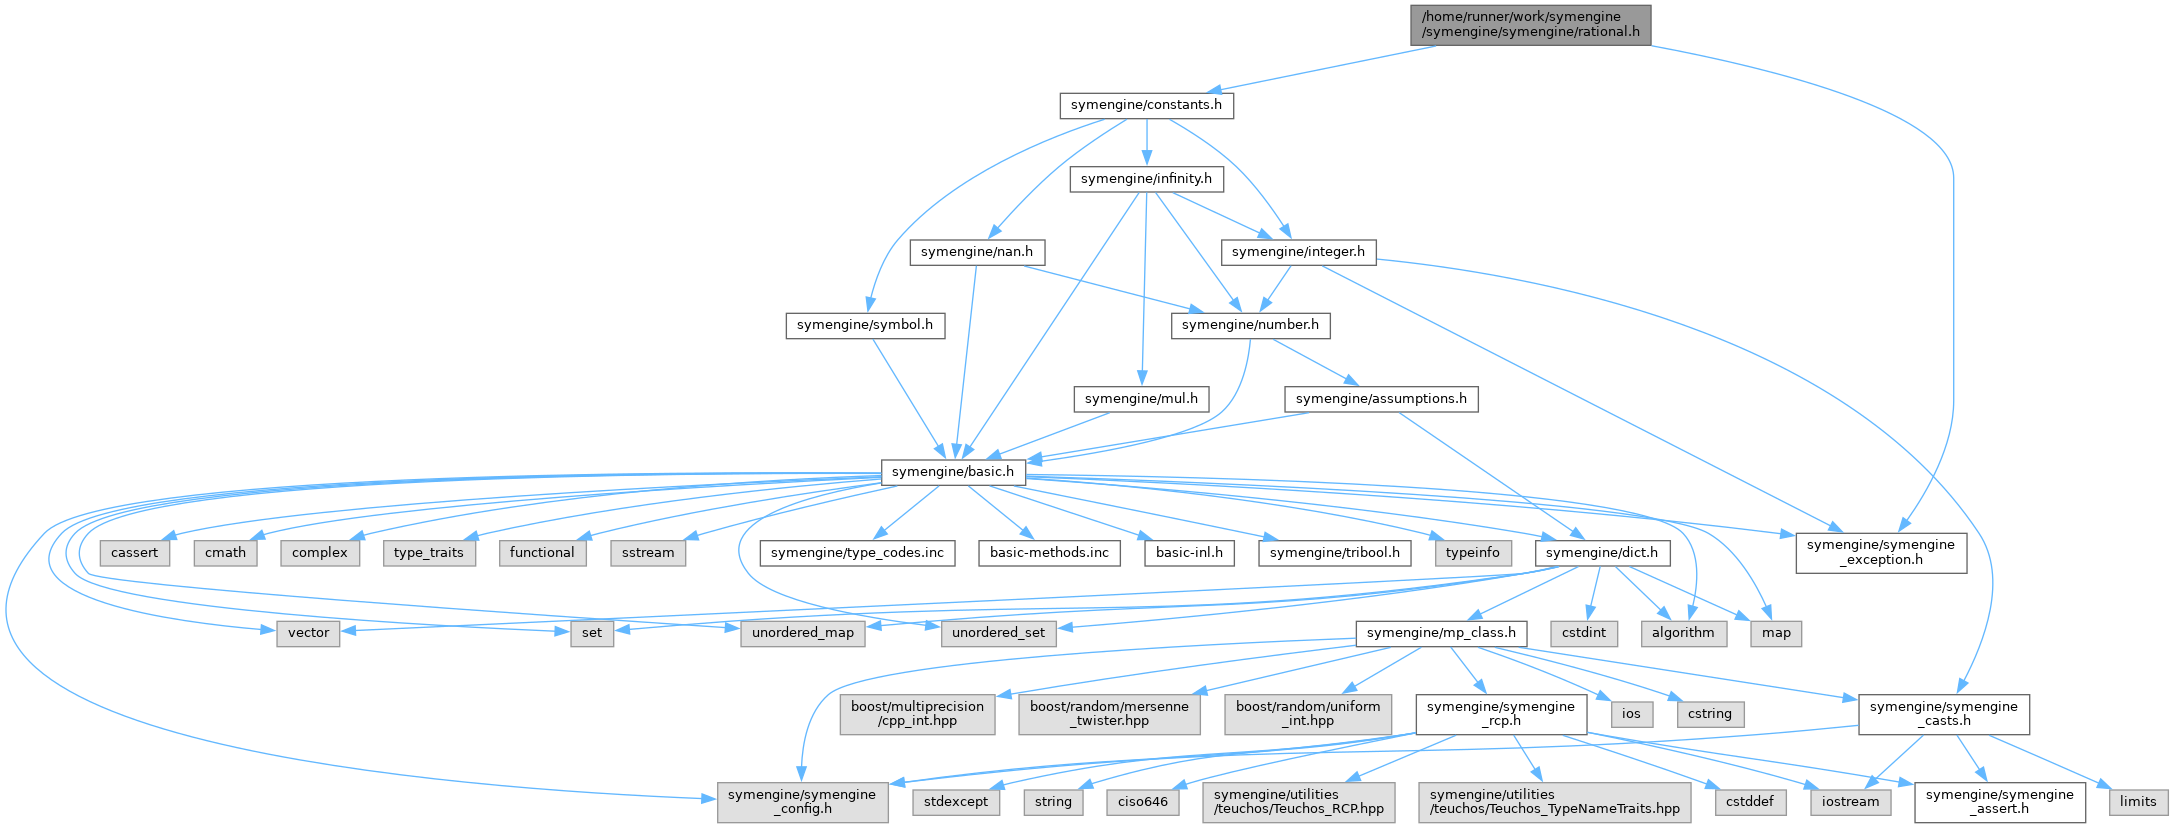 /home/runner/work/symengine
/symengine/symengine/rational.h
symengine/constants.h
symengine/infinity.h
symengine/nan.h
symengine/integer.h
symengine/symbol.h
symengine/number.h
symengine/mul.h
symengine/assumptions.h
symengine/basic.h
cassert
cmath
complex
type_traits
functional
sstream
symengine/type_codes.inc
basic-methods.inc
basic-inl.h
symengine/tribool.h
typeinfo
symengine/dict.h
symengine/symengine
_exception.h
vector
set
unordered_map
unordered_set
symengine/mp_class.h
cstdint
algorithm
map
boost/multiprecision
/cpp_int.hpp
boost/random/mersenne
_twister.hpp
boost/random/uniform
_int.hpp
symengine/symengine
_rcp.h
ios
cstring
symengine/symengine
_casts.h
symengine/symengine
_config.h
stdexcept
string
ciso646
symengine/utilities
/teuchos/Teuchos_RCP.hpp
symengine/utilities
/teuchos/Teuchos_TypeNameTraits.hpp
cstddef
iostream
symengine/symengine
_assert.h
limits